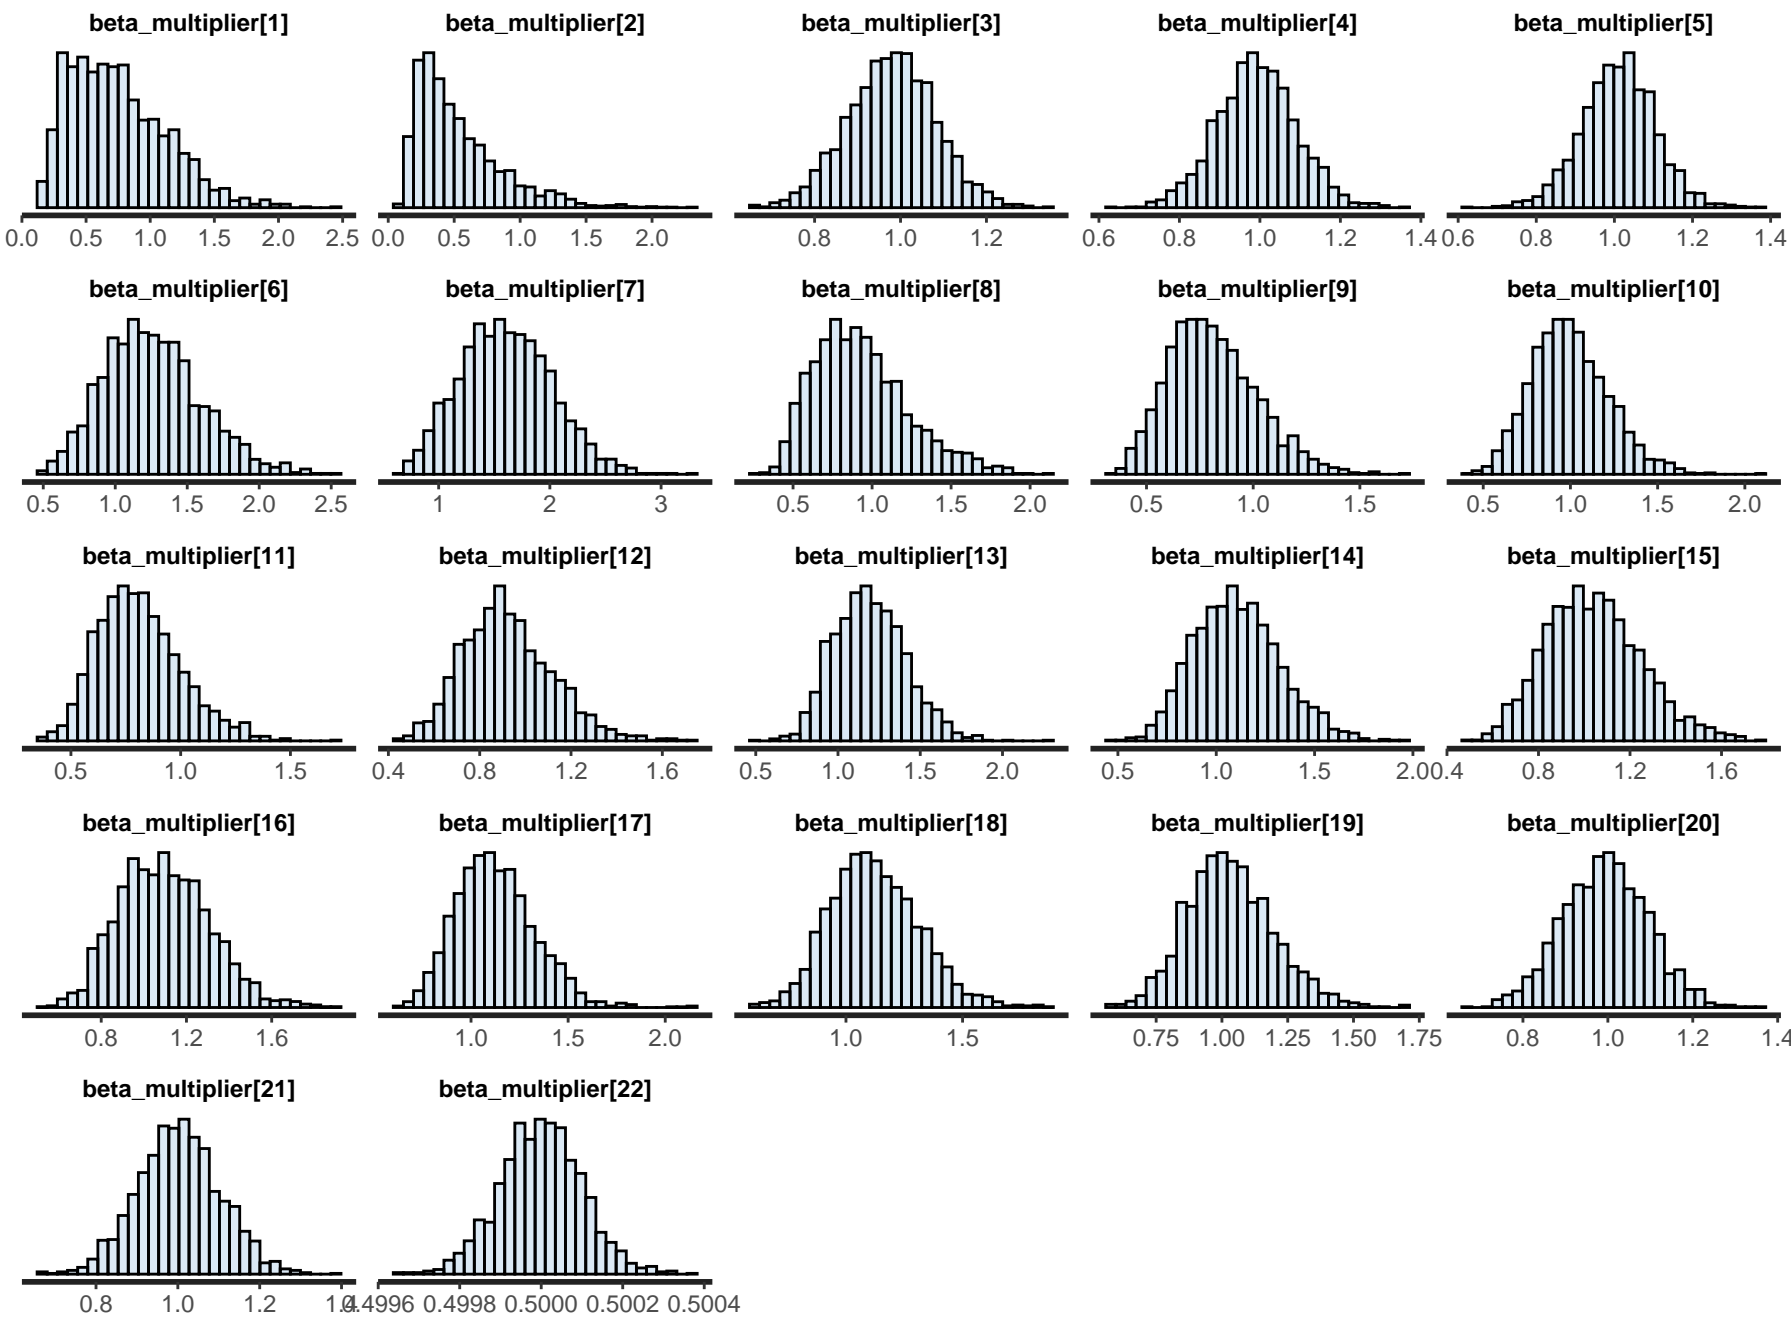 beta_multiplier[1] beta_multiplier[2] beta_multiplier[3] beta_multiplier[4] beta_multiplier[5]
0.0 0.5 1.0 1.5 2.0 2.5 0.0 0.5 1.0 1.5 2.0 0.8 1.0 1.2 0.6 0.8 1.0 1.2 1.4 0.6 0.8 1.0 1.2 1.4
beta_multiplier[6] beta_multiplier[7] beta_multiplier[8] beta_multiplier[9] beta_multiplier[10]
0.5 1.0 1.5 2.0 2.5 1 2 3 0.5 1.0 1.5 2.0 0.5 1.0 1.5 0.5 1.0 1.5 2.0
beta_multiplier[11] beta_multiplier[12] beta_multiplier[13] beta_multiplier[14] beta_multiplier[15]
0.5 1.0 1.5 0.4 0.8 1.2 1.6 0.5 1.0 1.5 2.0 0.5 1.0 1.5 2.0 0.4 0.8 1.2 1.6
beta_multiplier[16] beta_multiplier[17] beta_multiplier[18] beta_multiplier[19] beta_multiplier[20]
0.8 1.2 1.6 1.0 1.5 2.0 1.0 1.5 0.75 1.00 1.25 1.50 1.75 0.8 1.0 1.2 1.4
beta_multiplier[21] beta_multiplier[22]
0.8 1.0 1.2 1.4 0.4996 0.4998 0.5000 0.5002 0.5004